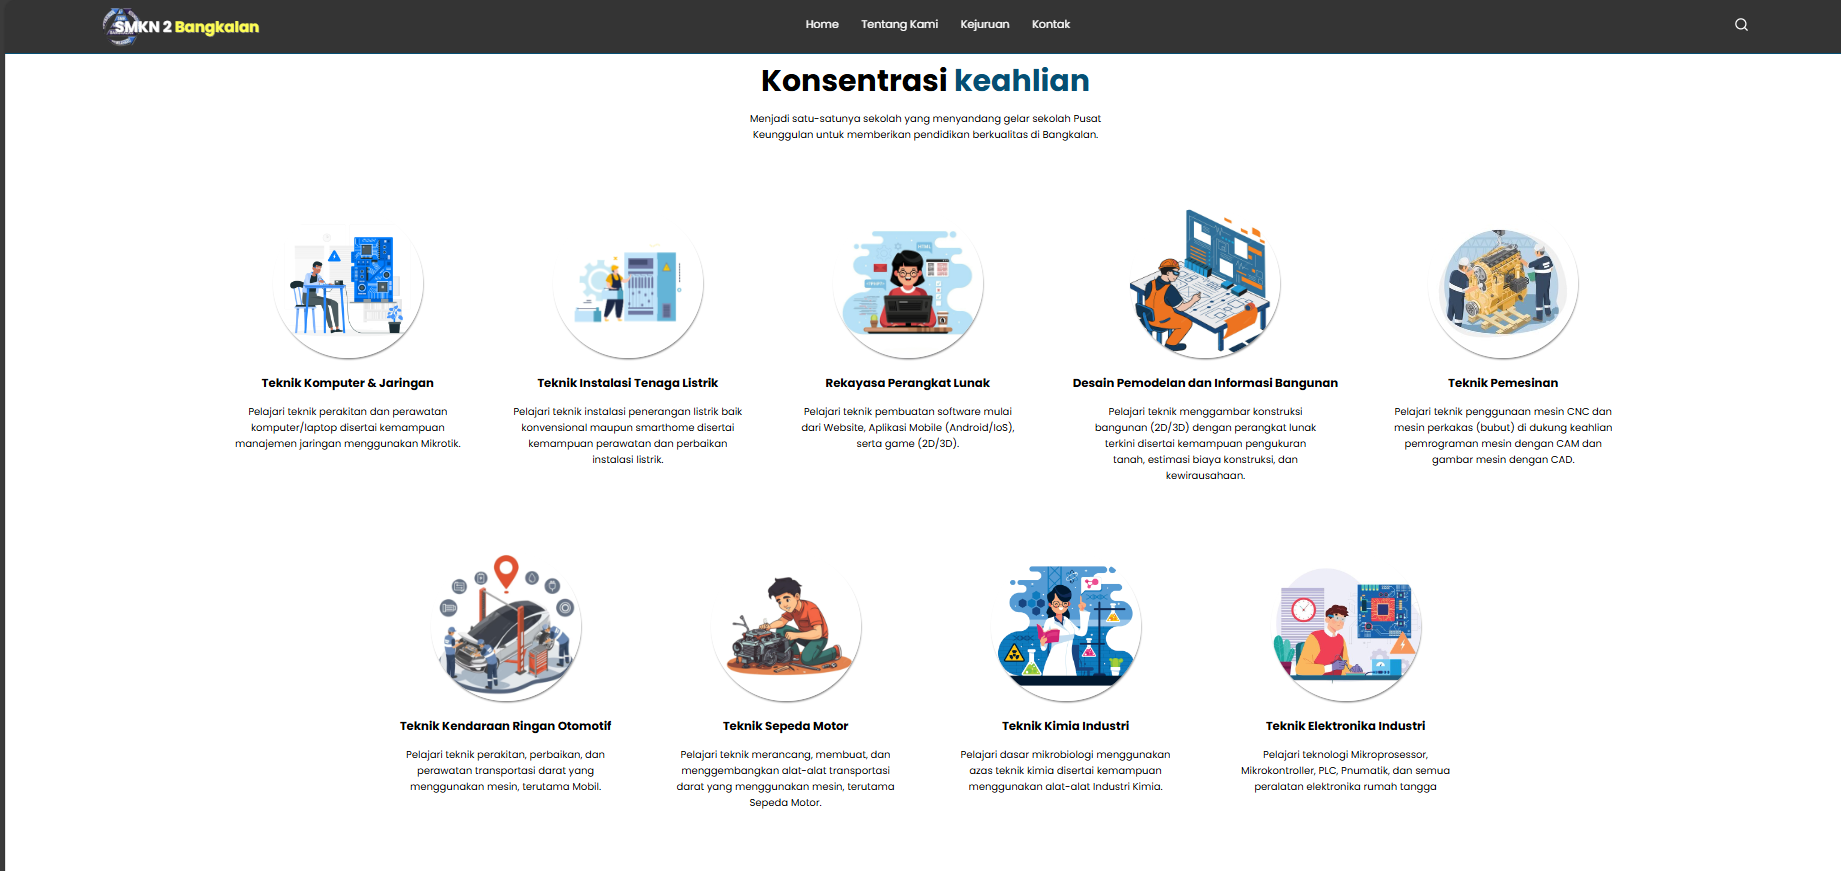 SMKN 2 Bangkalan
Home Tentang Kami Kejuruan Kontak
Konsentrasi keahlian
Menjadi satu-satunya sekolah yang menyandang gelar sekolah Pusat
Keunggulan untuk memberikan pendidikan berkualitas di Bangkalan.
Teknik Komputer & Jaringan
Pelajari teknik perakitan dan perawatan
komputer/laptop disertai kemampuan
manajemen jaringan menggunakan Mikrotik.
Teknik Instalasi Tenaga Listrik
Pelajari teknik instalasi penerangan listrik baik
konvensional maupun smarthome disertai
kemampuan perawatan dan perbaikan
instalasi listrik.
Rekayasa Perangkat Lunak
Pelajari teknik pembuatan software mulai
dari Website, Aplikasi Mobile (Android/IoS),
serta game (2D/3D).
Desain Pemodelan dan Informasi Bangunan
Pelajari teknik menggambar konstruksi
bangunan (2D/3D) dengan perangkat lunak
terkini disertai kemampuan pengukuran
tanah, estimasi biaya konstruksi, dan
kewirausahaan.
Teknik Pemesinan
Pelajari teknik penggunaan mesin CNC dan
mesin perkakas (bubut) di dukung keahlian
pemrograman mesin dengan CAM dan
gambar mesin dengan CAD.
Teknik Kendaraan Ringan Otomotif
Pelajari teknik perakitan, perbaikan, dan
perawatan transportasi darat yang
menggunakan mesin, terutama Mobil.
Teknik Sepeda Motor
Pelajari teknik merancang, membuat, dan
menggembangkan alat-alat transportasi
darat yang menggunakan mesin, terutama
Sepeda Motor.
Teknik Kimia Industri
Pelajari dasar mikrobiologi menggunakan
azas teknik kimia disertai kemampuan
menggunakan alat-alat Industri Kimia.
Teknik Elektronika Industri
Pelajari teknologi Mikroprosessor,
Mikrokontroller, PLC, Pnumatik, dan semua
peralatan elektronika rumah tangga